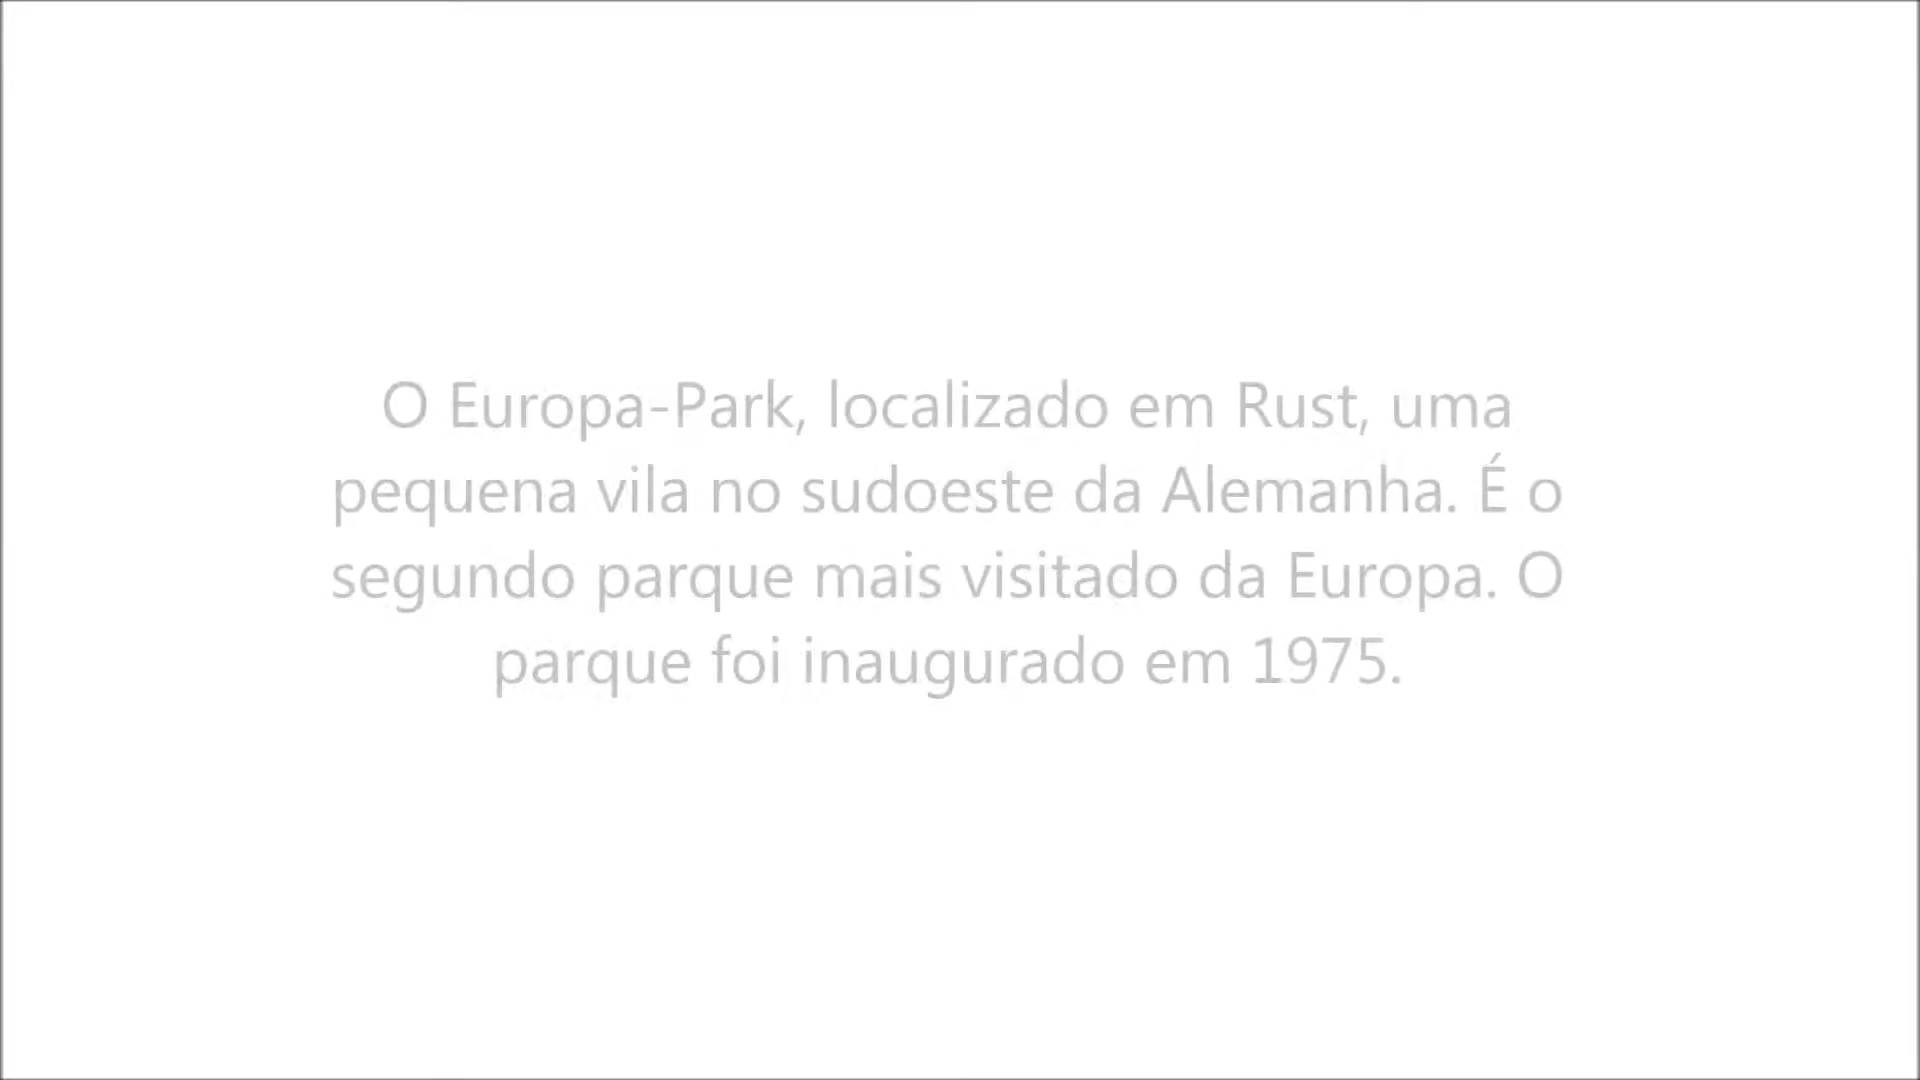 O Europa-Park, localizado em Rust, uma
pequena vila no sudoeste da Alemanha. É o
segundo parque mais visitado da Europa. O
parque foi inaugurado em 1975.